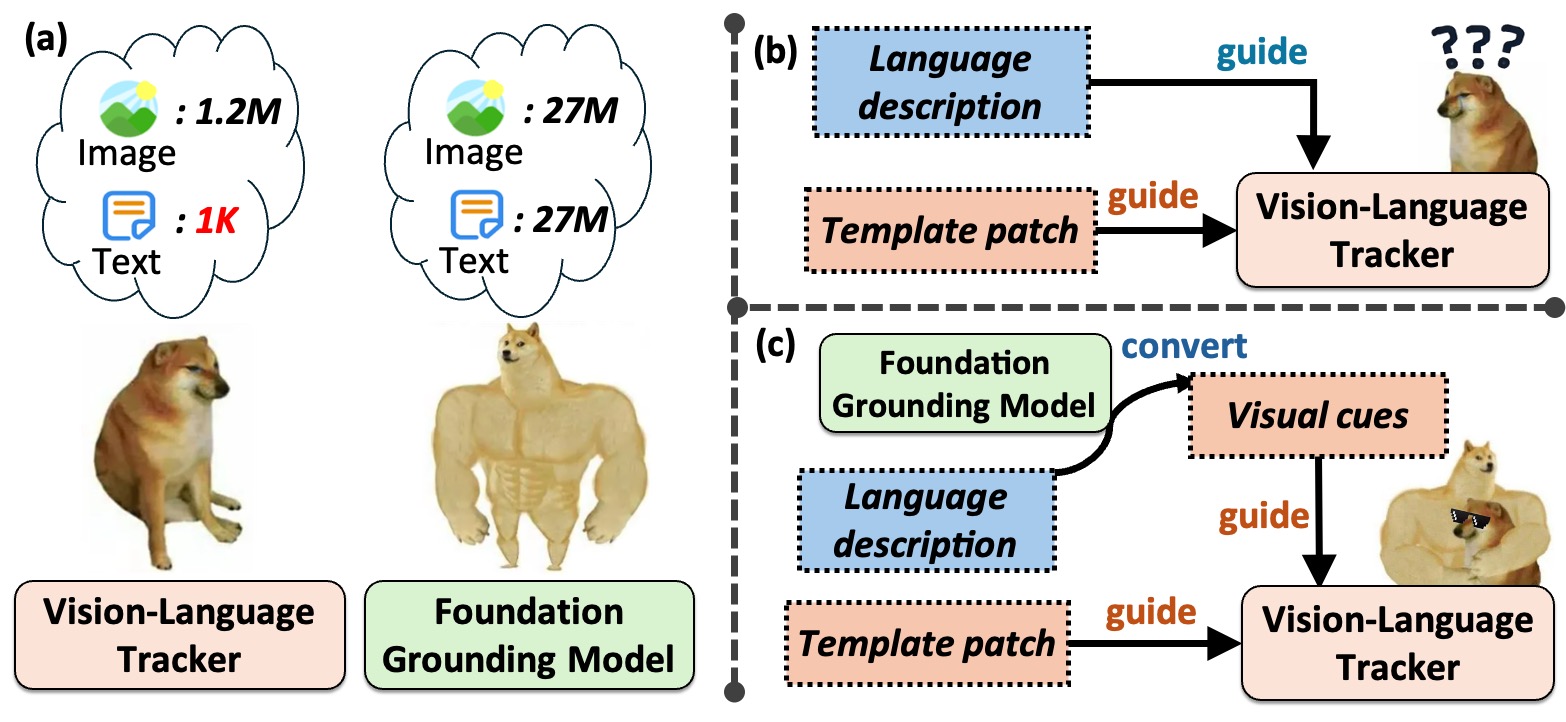 (a)
: 1.2M
Image
: 1K
Text
: 27M
Image
: 27M
Text
Vision-Language
Tracker
Foundation
Grounding Model
(b)
Language
description
guide
???
Template patch
guide
Vision-Language
Tracker
(c)
Foundation
Grounding Model
convert
Visual cues
Language
description
guide
Template patch
guide
Vision-Language
Tracker